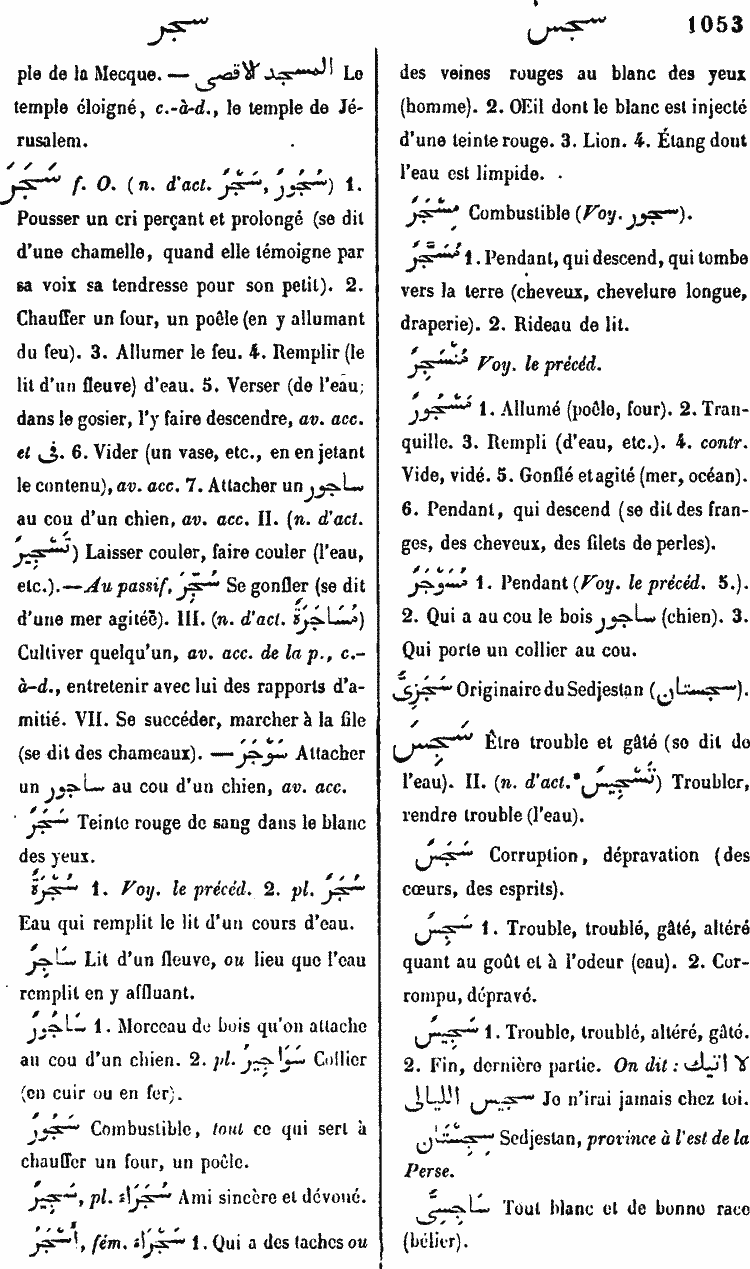 سجر
سجس
1053
ple de la Mecque. — المسجد الاقصى Le
temple éloigné, c.-à-d., le temple de Jé-
rusalem.
سَجَرَ f. O. (n. d'act. سَجْرٌ, سُجُورٌ) 1.
Pousser un cri perçant et prolongé (se dit
d'une chamelle, quand elle témoigne par
sa voix sa tendresse pour son petit). 2.
Chauffer un four, un poêle (en y allumant
du feu). 3. Allumer le feu. 4. Remplir (le
lit d'un fleuve) d'eau. 5. Verser (de l'eau;
dans le gosier, l'y faire descendre, av. acc.
et فى. 6. Vider (un vase, etc., en en jetant
le contenu), av. acc. 7. Attacher un ساجور
au cou d'un chien, av. acc. II. (n. d'act.
تَسْجِيرٌ) Laisser couler, faire couler (l'eau,
etc.).—Au passif, سُجِّرَ Se gonfler (se dit
d'une mer agitée). III. (n. d'act. مُسَاجَرَةٌ)
Cultiver quelqu'un, av. acc. de la p., c.-
à-d., entretenir avec lui des rapports d'a-
mitié. VII. Se succéder, marcher à la file
(se dit des chameaux). — سَوْجَرَ Attacher
un ساجور au cou d'un chien, av. acc.
سَجَرٌ Teinte rouge de sang dans le blanc
des yeux.
سُجْرَةٌ 1. Voy. le précéd. 2. pl. سُجَرٌ
Eau qui remplit le lit d'un cours d'eau.
سَاجِرٌ Lit d'un fleuve, ou lieu que l'eau
remplit en y affluant.
سَاجُورٌ 1. Morceau de bois qu'on attache
au cou d'un chien. 2. pl. سَوَاجِيرُ Collier
(en cuir ou en fer).
سَجُورٌ Combustible, tout ce qui sert à
chauffer un four, un poêle.
سَجِيرٌ, pl. سُجَرَاءُ Ami sincère et dévoué.
أَسْجَرُ, fém. سَجْرَاءُ 1. Qui a des taches ou
des veines rouges au blanc des yeux
(homme). 2. OEil dont le blanc est injecté
d'une teinte rouge. 3. Lion. 4. Étang dont
l'eau est limpide.
مِسْجَرٌ Combustible (Voy. سجور).
مُسَجَّرٌ 1. Pendant, qui descend, qui tombe
vers la terre (cheveux, chevelure longue,
draperie). 2. Rideau de lit.
مُنْسَجِرٌ Voy. le précéd.
مَسْجُورٌ 1. Allumé (poêle, four). 2. Tran-
quille. 3. Rempli (d'eau, etc.). 4. contr.
Vide, vidé. 5. Gonflé et agité (mer, océan).
6. Pendant, qui descend (se dit des fran-
ges, des cheveux, des filets de perles).
مُسَوْجَرٌ 1. Pendant (Voy. le précéd. 5.).
2. Qui a au cou le bois ساجور (chien). 3.
Qui porte un collier au cou.
سَجْزِىٌّ Originaire du Sedjestan (سجستان).
سَجِسَ Être trouble et gâté (se dit de
l'eau). II. (n. d'act. تَسْجِيسٌ) Troubler,
rendre trouble (l'eau).
سَجَسٌ Corruption, dépravation (des
cœurs, des esprits).
سَجِسٌ 1. Trouble, troublé, gâté, altéré
quant au goût et à l'odeur (eau). 2. Cor-
rompu, dépravé.
سَجِيسٌ 1. Trouble, troublé, altéré, gâté.
2. Fin, dernière partie. On dit : لا اتيك
سجيس الليالى Je n'irai jamais chez toi.
سِجِسْتَان Sedjestan, province à l'est de la
Perse.
سَاجِسِىٌّ Tout blanc et de bonne race
(bélier).